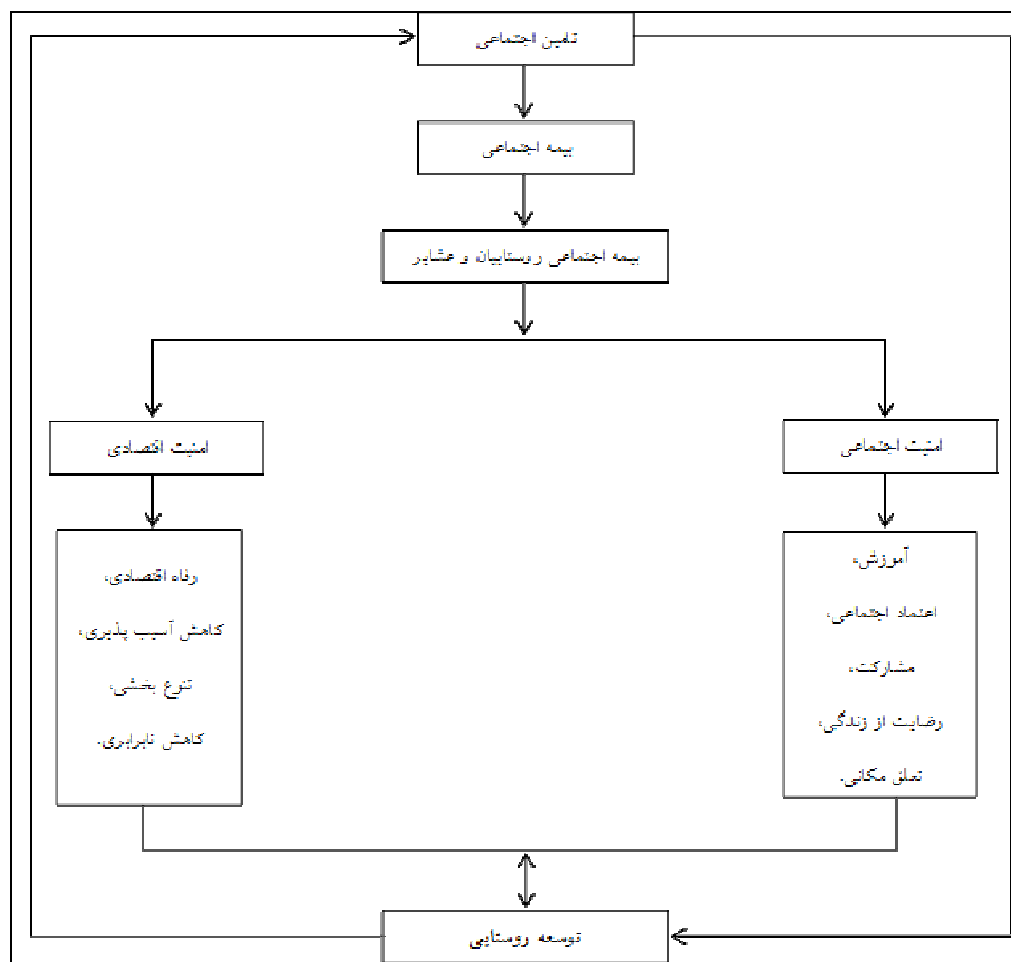 تامین اجتماعی
بیمه اجتماعی
بیمه اجتماعی روستاییان و عشایر
امنیت اجتماعی
امنیت اقتصادی
آموزش،
اعتماد اجتماعی،
مشارکت،
رضایت از زندگی،
تعلق مکانی.
رفاه اقتصادی،
کاهش آسیب پذیری،
تنوع بخشی،
کاهش نابرابری.
توسعه روستایی